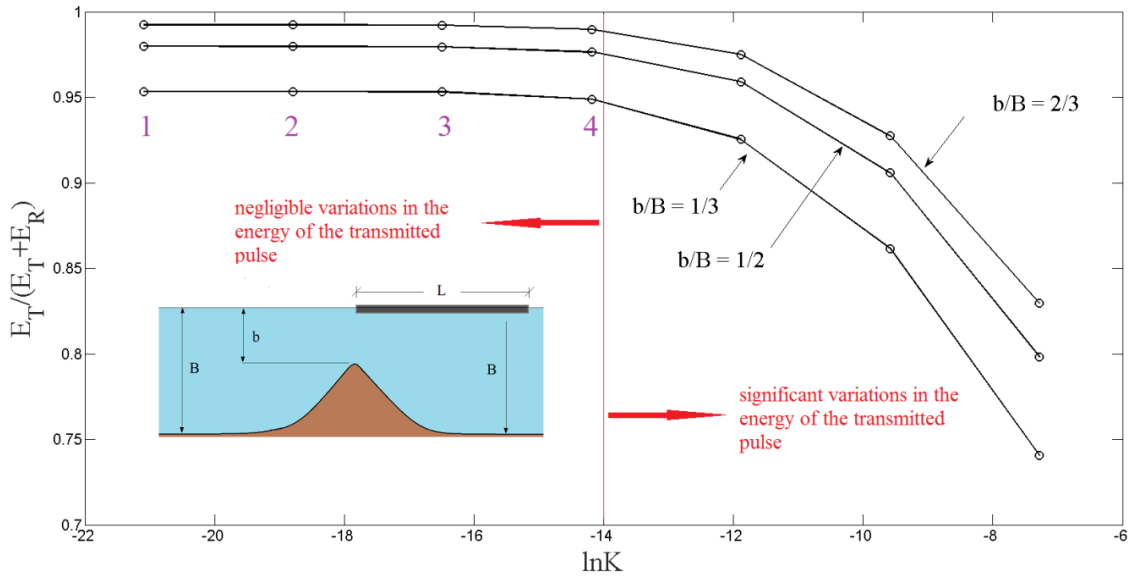 1
0.95
0.9
0.85
0.8
0.75
0.7
E_T/(E_T+E_R)
1
2
3
4
b/B = 2/3
b/B = 1/3
b/B = 1/2
negligible variations in the
energy of the transmitted
pulse
L
b
B
B
significant variations in the
energy of the transmitted
pulse
-22
-20
-18
-16
-14
-12
-10
-8
-6
lnK